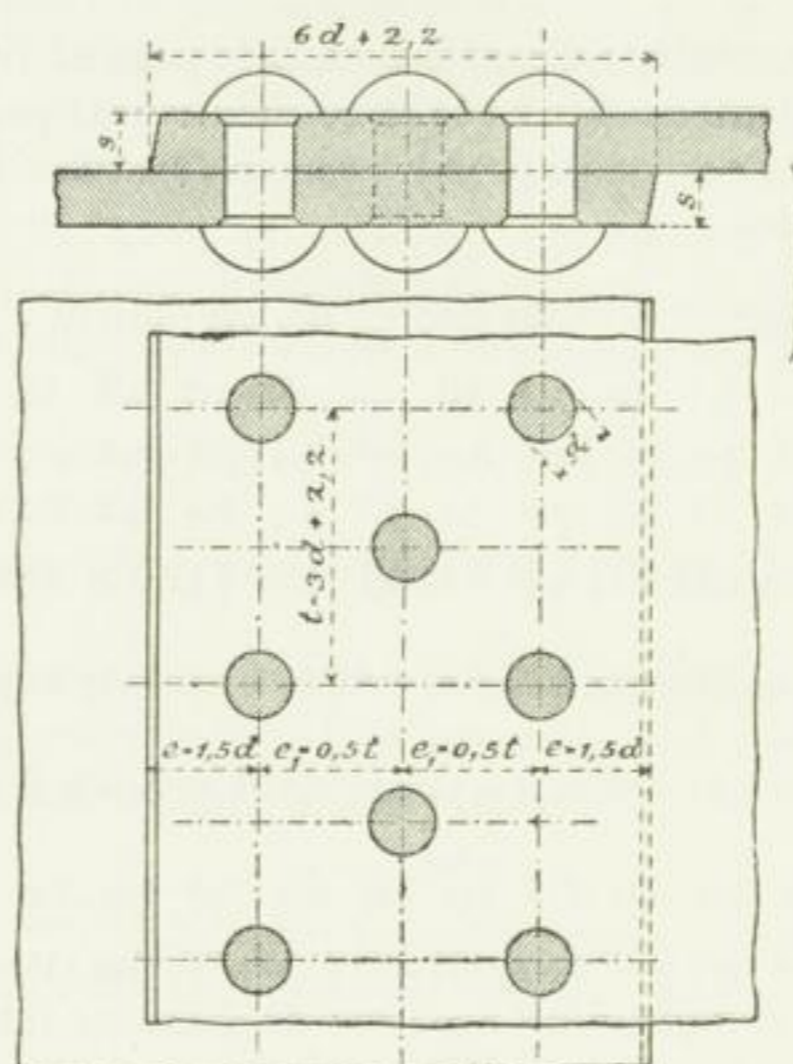 6d + 2,2
s
s
d
t=3d + 2,2
e=1,5d e₁=0,5t e₁=0,5t e=1,5d